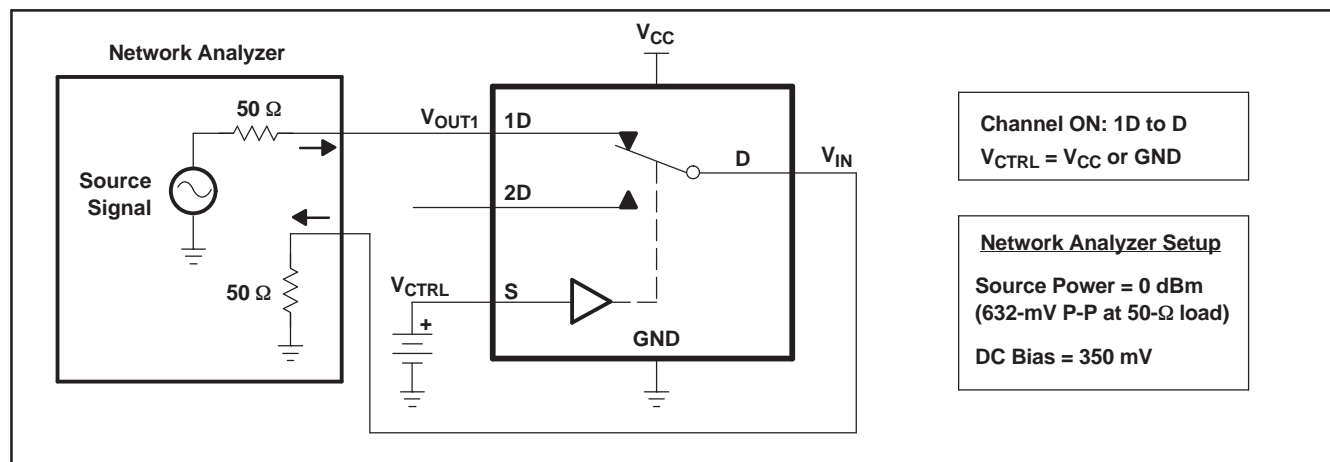 Network Analyzer
50 Ω
Source
Signal
50 Ω
VCC
VOUT1
1D
2D
VCTRL
S
+
GND
D
VIN
Channel ON: 1D to D
VCTRL = VCC or GND
Network Analyzer Setup
Source Power = 0 dBm
(632-mV P-P at 50-Ω load)
DC Bias = 350 mV